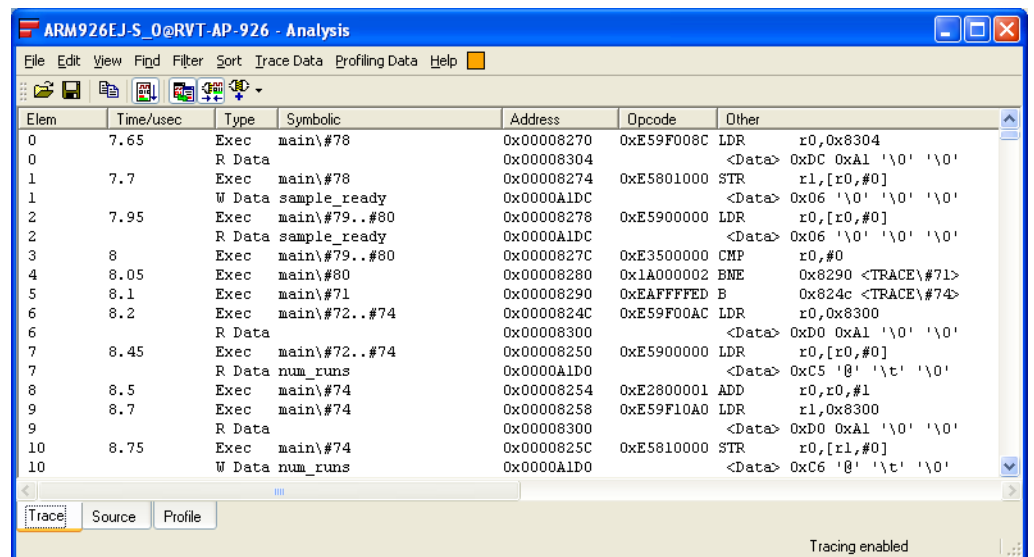 ARM926EJ-S_0@RVT-AP-926 - Analysis
File Edit View Find Filter Sort Trace Data Profiling Data Help
Elem Time/usec Type Symbolic Address Opcode Other
0 7.65 Exec main\#78 0x00008270 0xE59F008C LDR r0,0x8304
0 R Data 0x00008304 <Data> 0xDC 0xA1 '\0' '\0'
1 7.7 Exec main\#78 0x00008274 0xE5801000 STR r1,[r0,#0]
1 W Data sample_ready 0x0000A1DC <Data> 0x06 '\0' '\0' '\0'
2 7.95 Exec main\#79..#80 0x00008278 0xE5900000 LDR r0,[r0,#0]
2 R Data sample_ready 0x0000A1DC <Data> 0x06 '\0' '\0' '\0'
3 8 Exec main\#79..#80 0x0000827C 0xE3500000 CMP r0,#0
4 8.05 Exec main\#80 0x00008280 0x1A000002 BNE 0x8290 <TRACE\#71>
5 8.1 Exec main\#71 0x00008290 0xEAFFFFED B 0x824c <TRACE\#74>
6 8.2 Exec main\#72..#74 0x0000824C 0xE59F00AC LDR r0,0x8300
6 R Data 0x00008300 <Data> 0xD0 0xA1 '\0' '\0'
7 8.45 Exec main\#72..#74 0x00008250 0xE5900000 LDR r0,[r0,#0]
7 R Data num_runs 0x0000A1D0 <Data> 0xC5 '@' '\t' '\0'
8 8.5 Exec main\#74 0x00008254 0xE2800001 ADD r0,r0,#1
9 8.7 Exec main\#74 0x00008258 0xE59F10A0 LDR r1,0x8300
9 R Data 0x00008300 <Data> 0xD0 0xA1 '\0' '\0'
10 8.75 Exec main\#74 0x0000825C 0xE5810000 STR r0,[r1,#0]
10 W Data num_runs 0x0000A1D0 <Data> 0xC6 '@' '\t' '\0'
Trace Source Profile
Tracing enabled